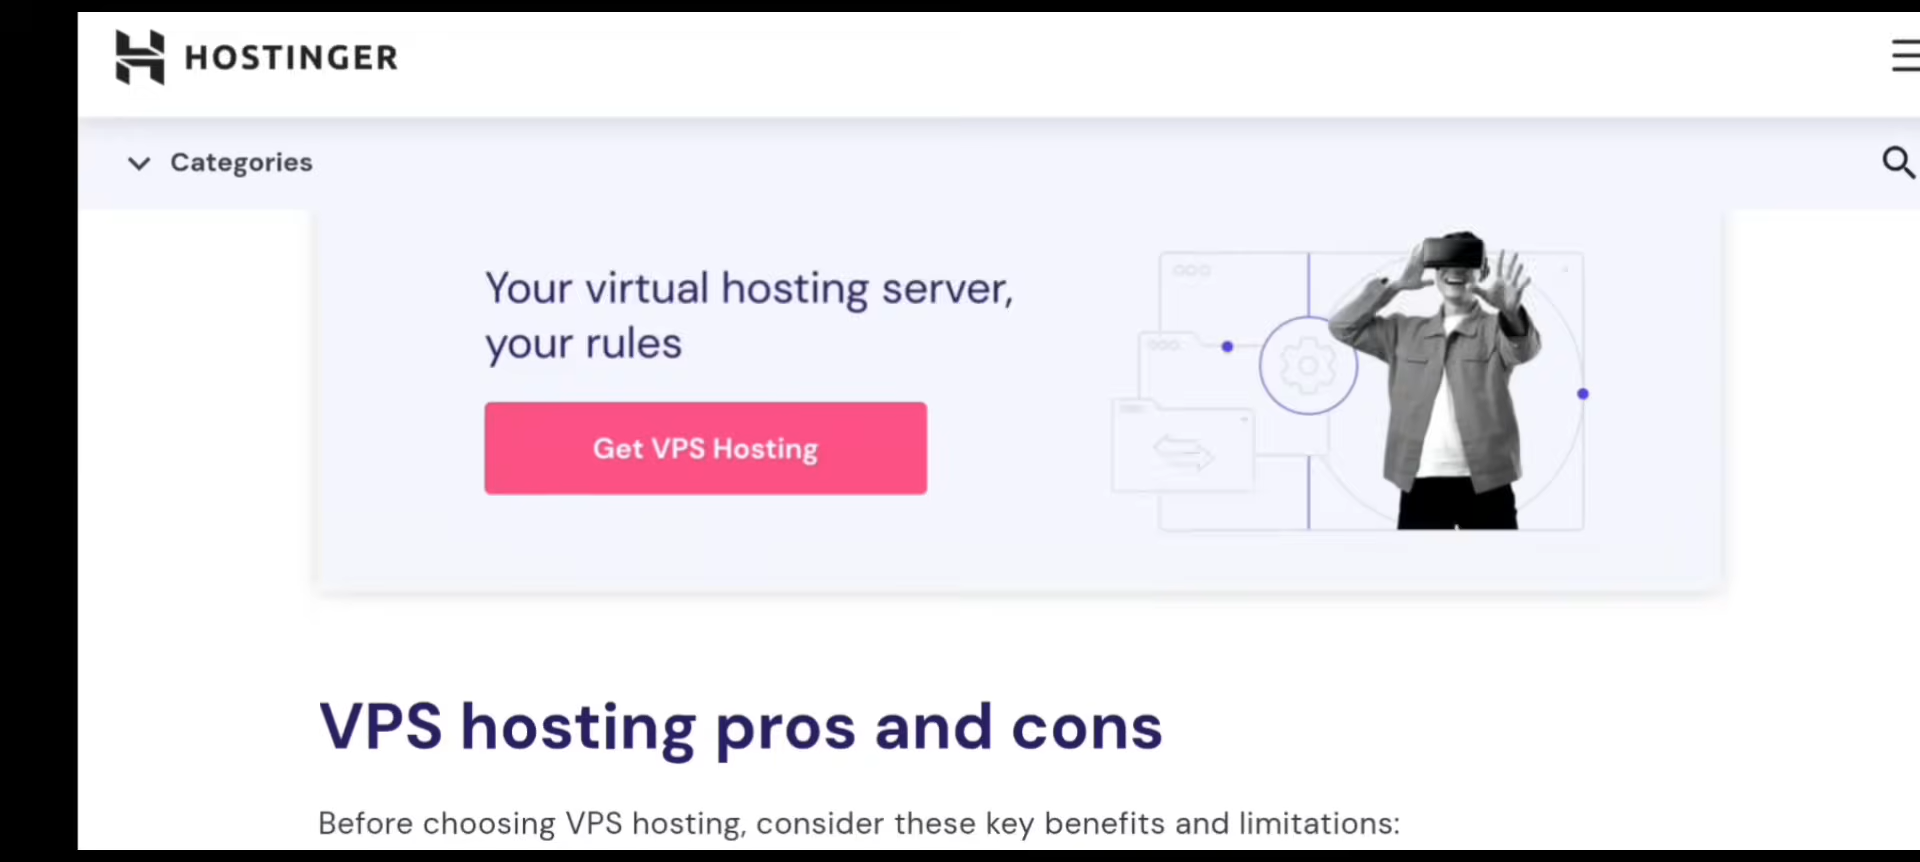 HOSTINGER
Categories
Your virtual hosting server,
your rules
Get VPS Hosting
VPS hosting pros and cons
Before choosing VPS hosting, consider these key benefits and limitations: